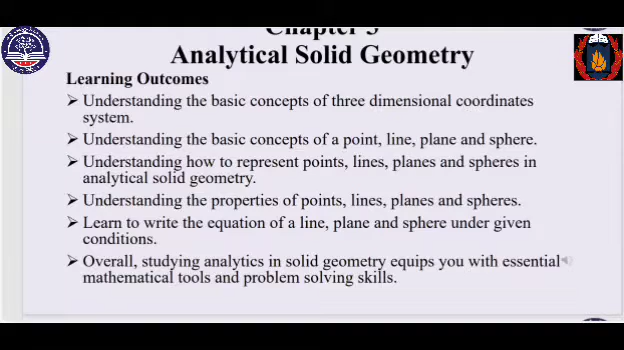 Chapter 3
Analytical Solid Geometry
Learning Outcomes
➢ Understanding the basic concepts of three dimensional coordinates
system.
➢ Understanding the basic concepts of a point, line, plane and sphere.
➢ Understanding how to represent points, lines, planes and spheres in
analytical solid geometry.
➢ Understanding the properties of points, lines, planes and spheres.
➢ Learn to write the equation of a line, plane and sphere under given
conditions.
➢ Overall, studying analytics in solid geometry equips you with essential
mathematical tools and problem solving skills.